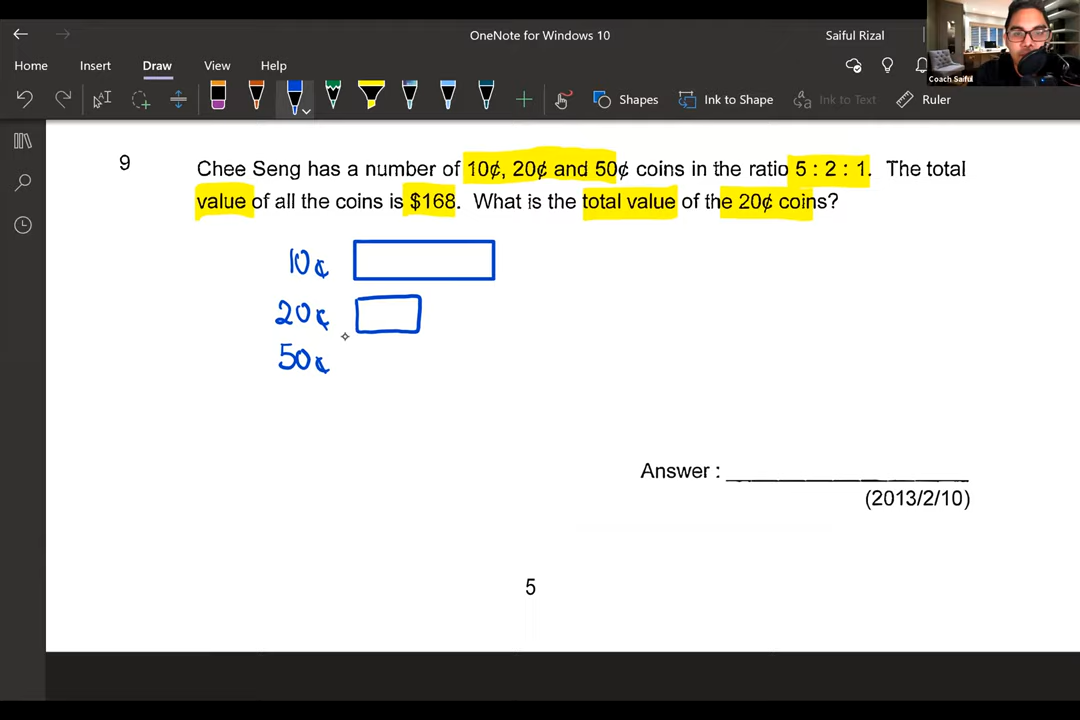 OneNote for Windows 10
Saiful Rizal
Home Insert Draw View Help
Coach Saiful
Shapes Ink to Shape Ink to Text Ruler
9
Chee Seng has a number of 10¢, 20¢ and 50¢ coins in the ratio 5 : 2 : 1. The total
value of all the coins is $168. What is the total value of the 20¢ coins?
10¢
20¢
50¢
Answer : ____________________
(2013/2/10)
5